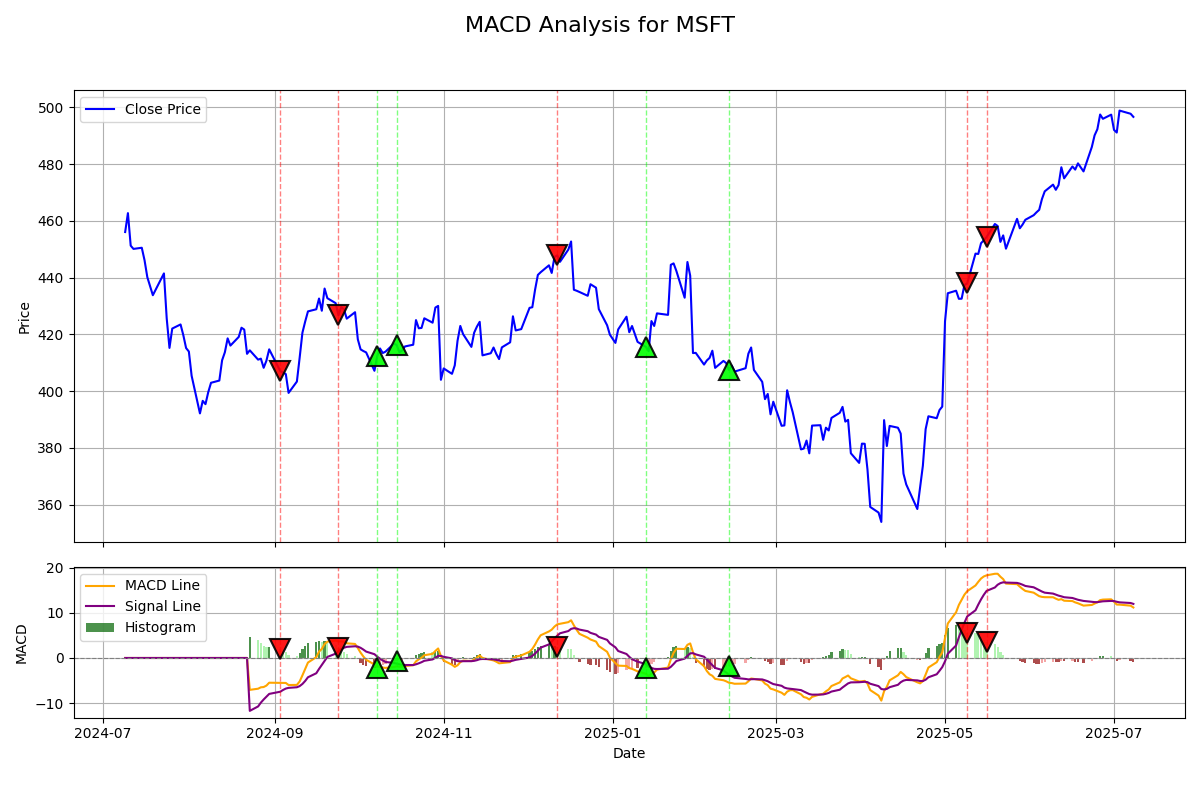 MACD Analysis for MSFT
Close Price
500
480
460
440
420
400
380
360
Price
MACD Line
Signal Line
Histogram
20
10
0
−10
MACD
2024-07
2024-09
2024-11
2025-01
2025-03
2025-05
2025-07
Date